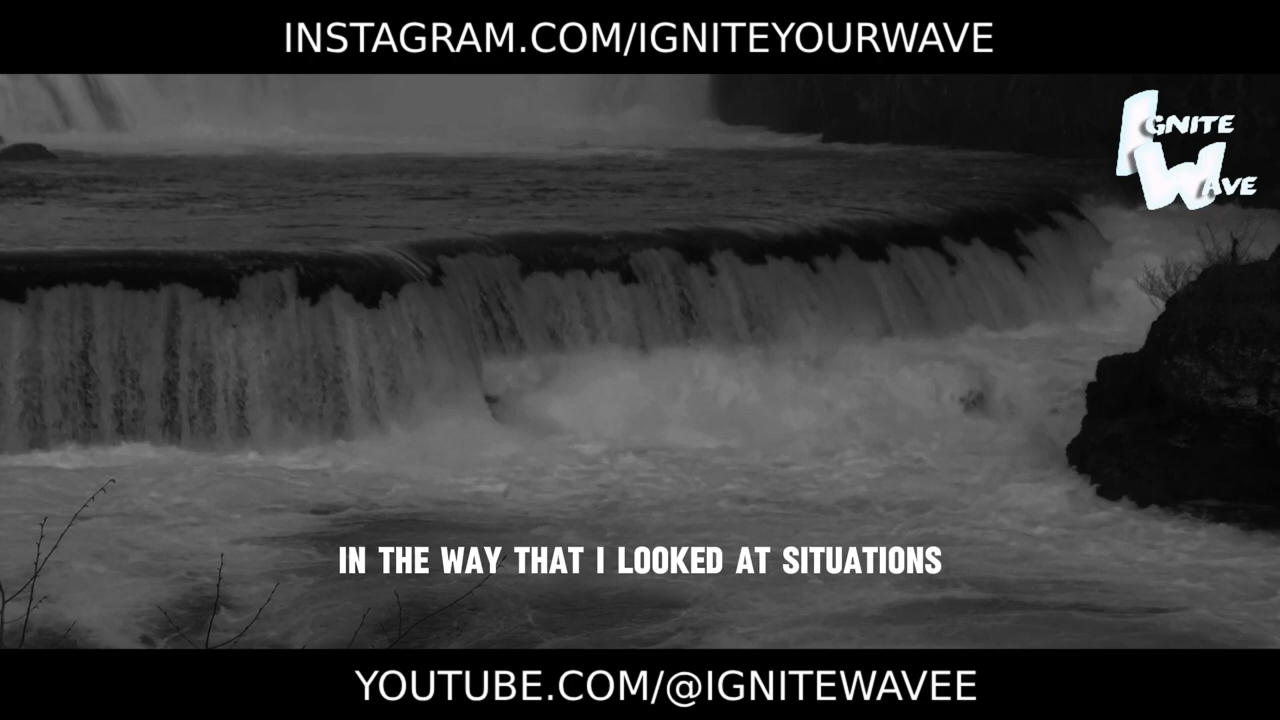 INSTAGRAM.COM/IGNITEYOURWAVE
IGNITE
WAVE
IN THE WAY THAT I LOOKED AT SITUATIONS
YOUTUBE.COM/@IGNITEWAVEE